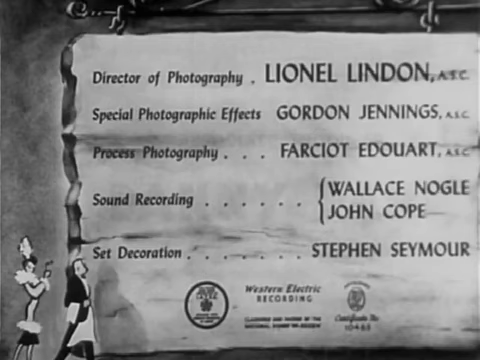 Director of Photography . LIONEL LINDON, A.S.C.
Special Photographic Effects GORDON JENNINGS, A.S.C.
Process Photography . . . FARCIOT EDOUART, A.S.C.
Sound Recording . . . . . . { WALLACE NOGLE
JOHN COPE
Set Decoration . . . . . . . STEPHEN SEYMOUR
Western Electric
RECORDING
Certificate No.